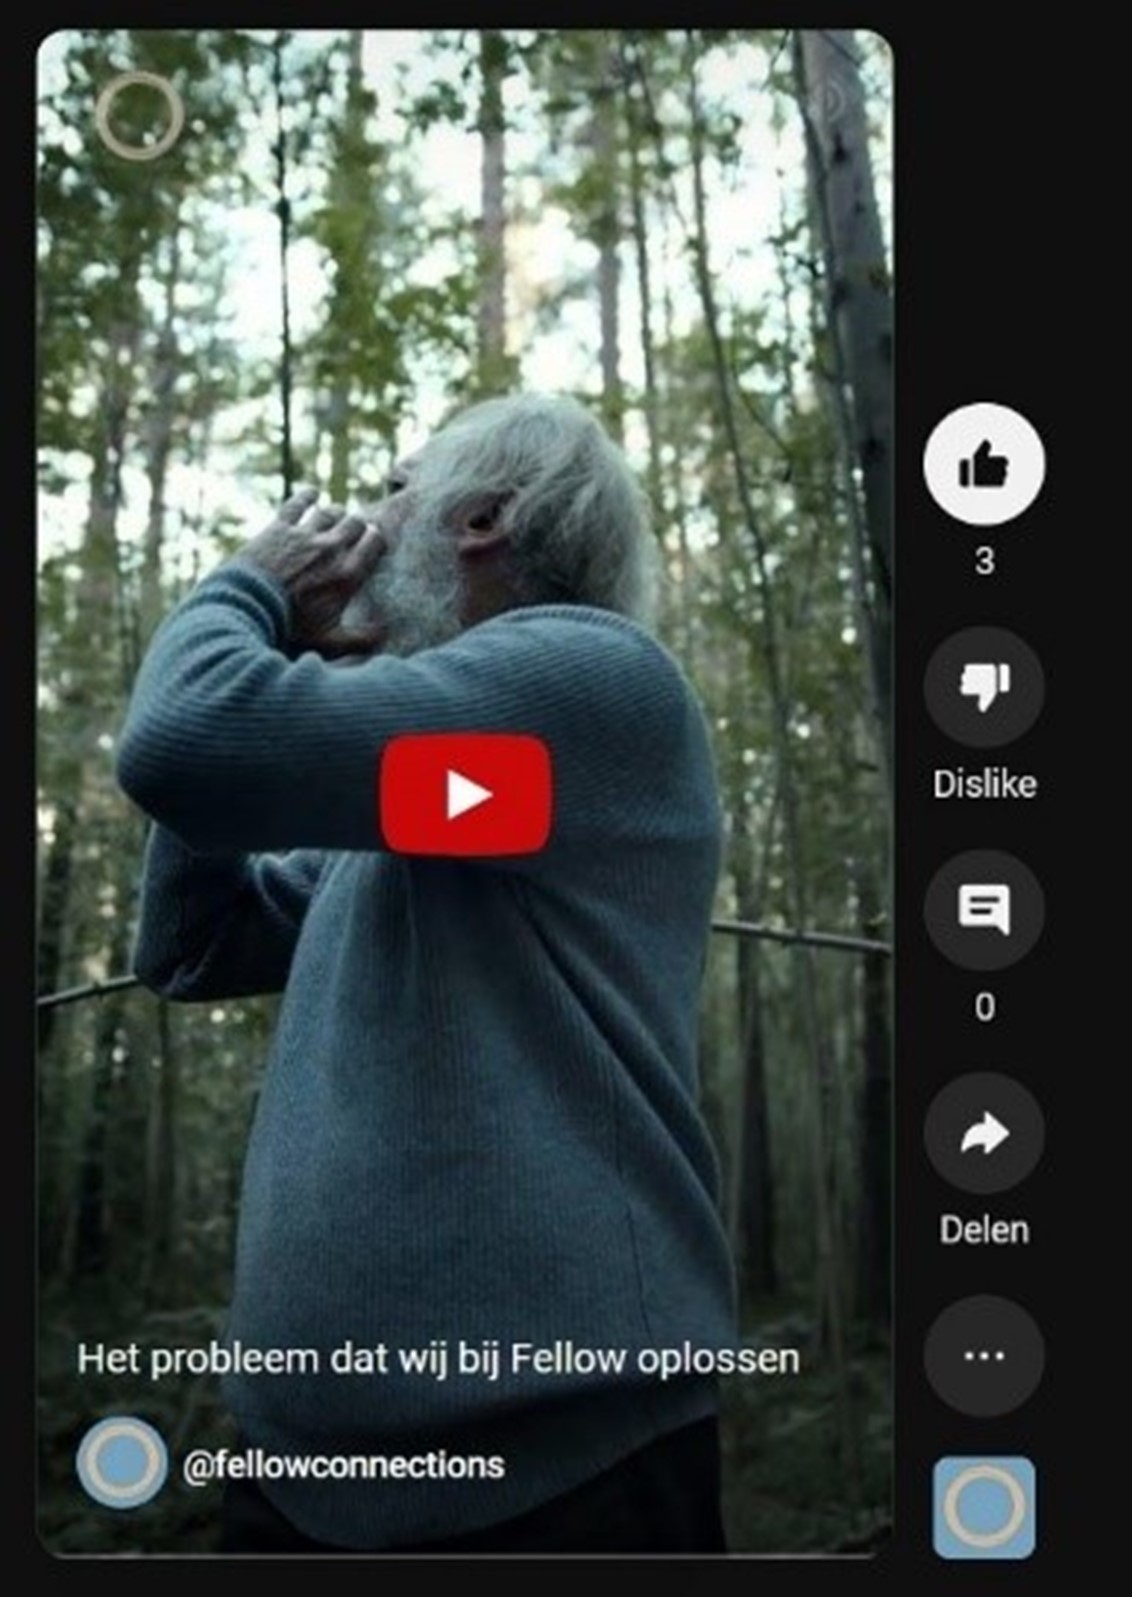 3
Dislike
0
Delen
Het probleem dat wij bij Fellow oplossen
@fellowconnections